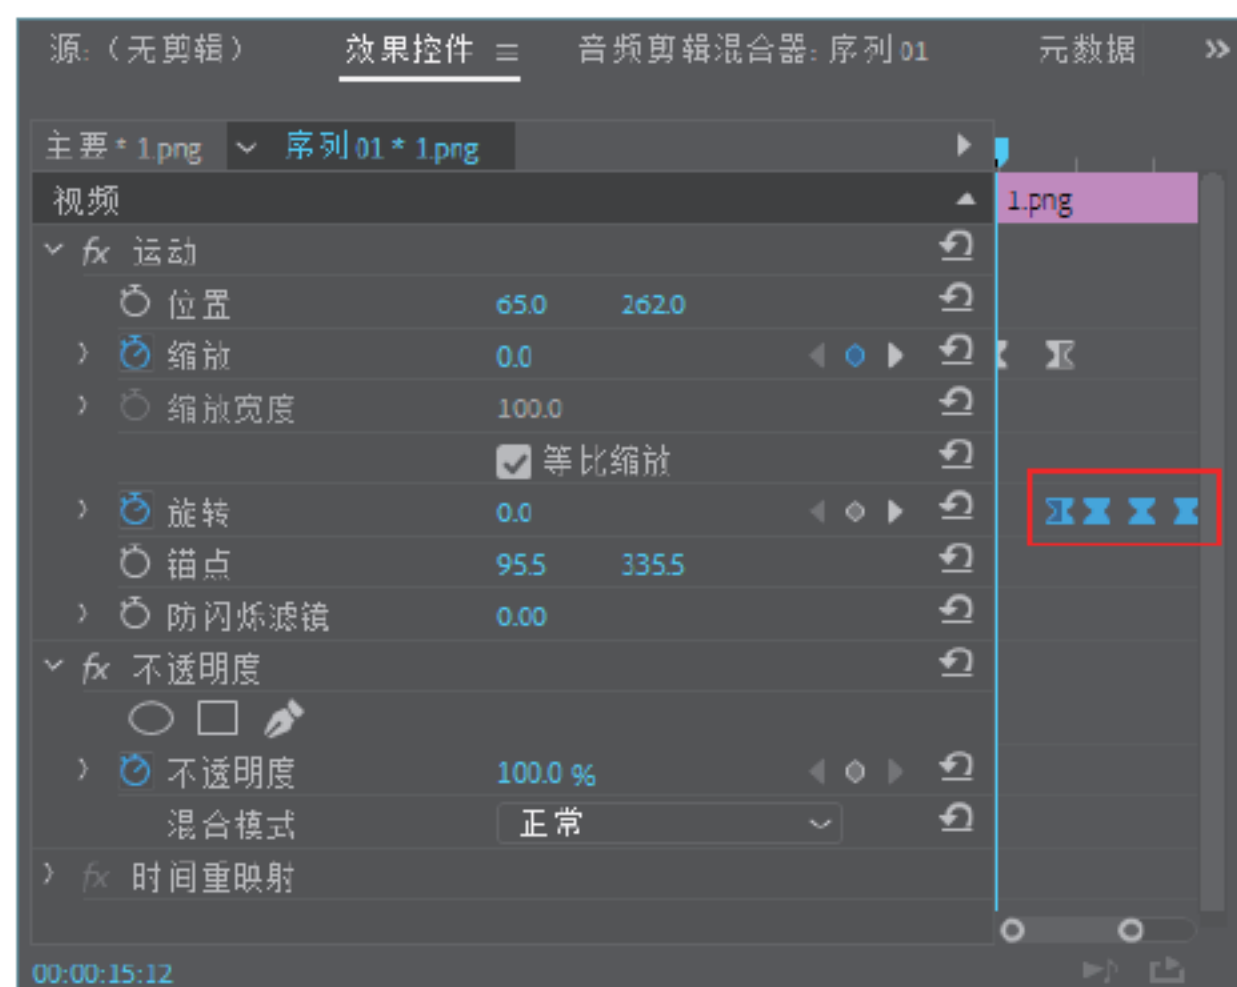 源:（无剪辑） 效果控件 ≡ 音频剪辑混合器: 序列 01 元数据 »
主要 * 1.png 序列 01 * 1.png
视频 1.png
fx 运动
位置 65.0 262.0
缩放 0.0
缩放宽度 100.0
等比缩放
旋转 0.0
锚点 95.5 335.5
防闪烁滤镜 0.00
fx 不透明度
不透明度 100.0 %
混合模式 正常
fx 时间重映射
00:00:15:12